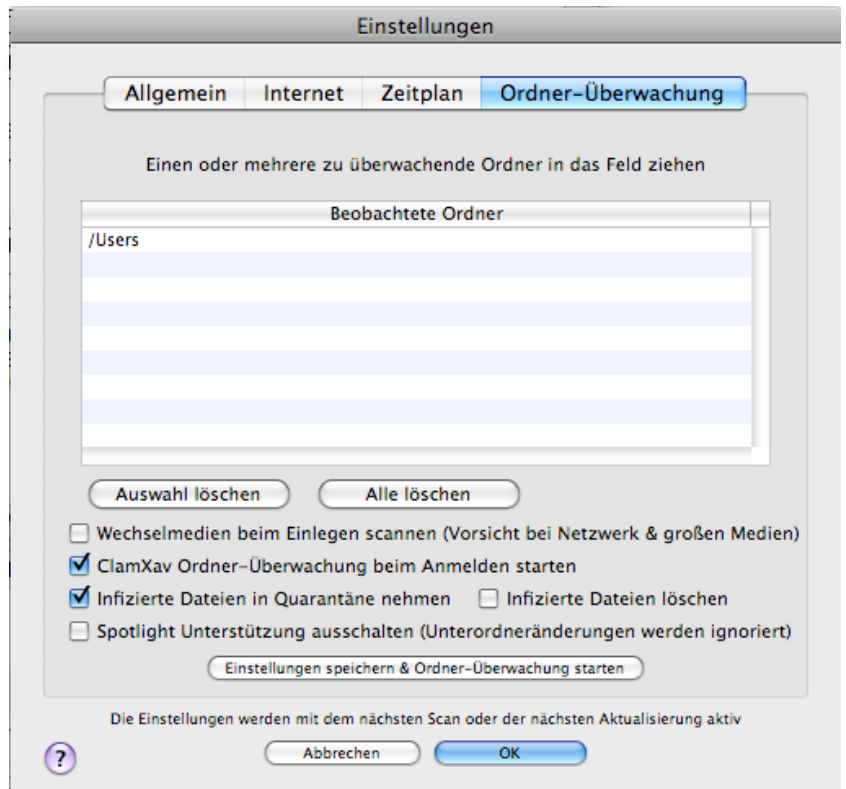 Einstellungen
Allgemein Internet Zeitplan Ordner-Überwachung
Einen oder mehrere zu überwachende Ordner in das Feld ziehen
Beobachtete Ordner
/Users
Auswahl löschen Alle löschen
Wechselmedien beim Einlegen scannen (Vorsicht bei Netzwerk & großen Medien)
ClamXav Ordner-Überwachung beim Anmelden starten
Infizierte Dateien in Quarantäne nehmen Infizierte Dateien löschen
Spotlight Unterstützung ausschalten (Unterordneränderungen werden ignoriert)
Einstellungen speichern & Ordner-Überwachung starten
Die Einstellungen werden mit dem nächsten Scan oder der nächsten Aktualisierung aktiv
? Abbrechen OK